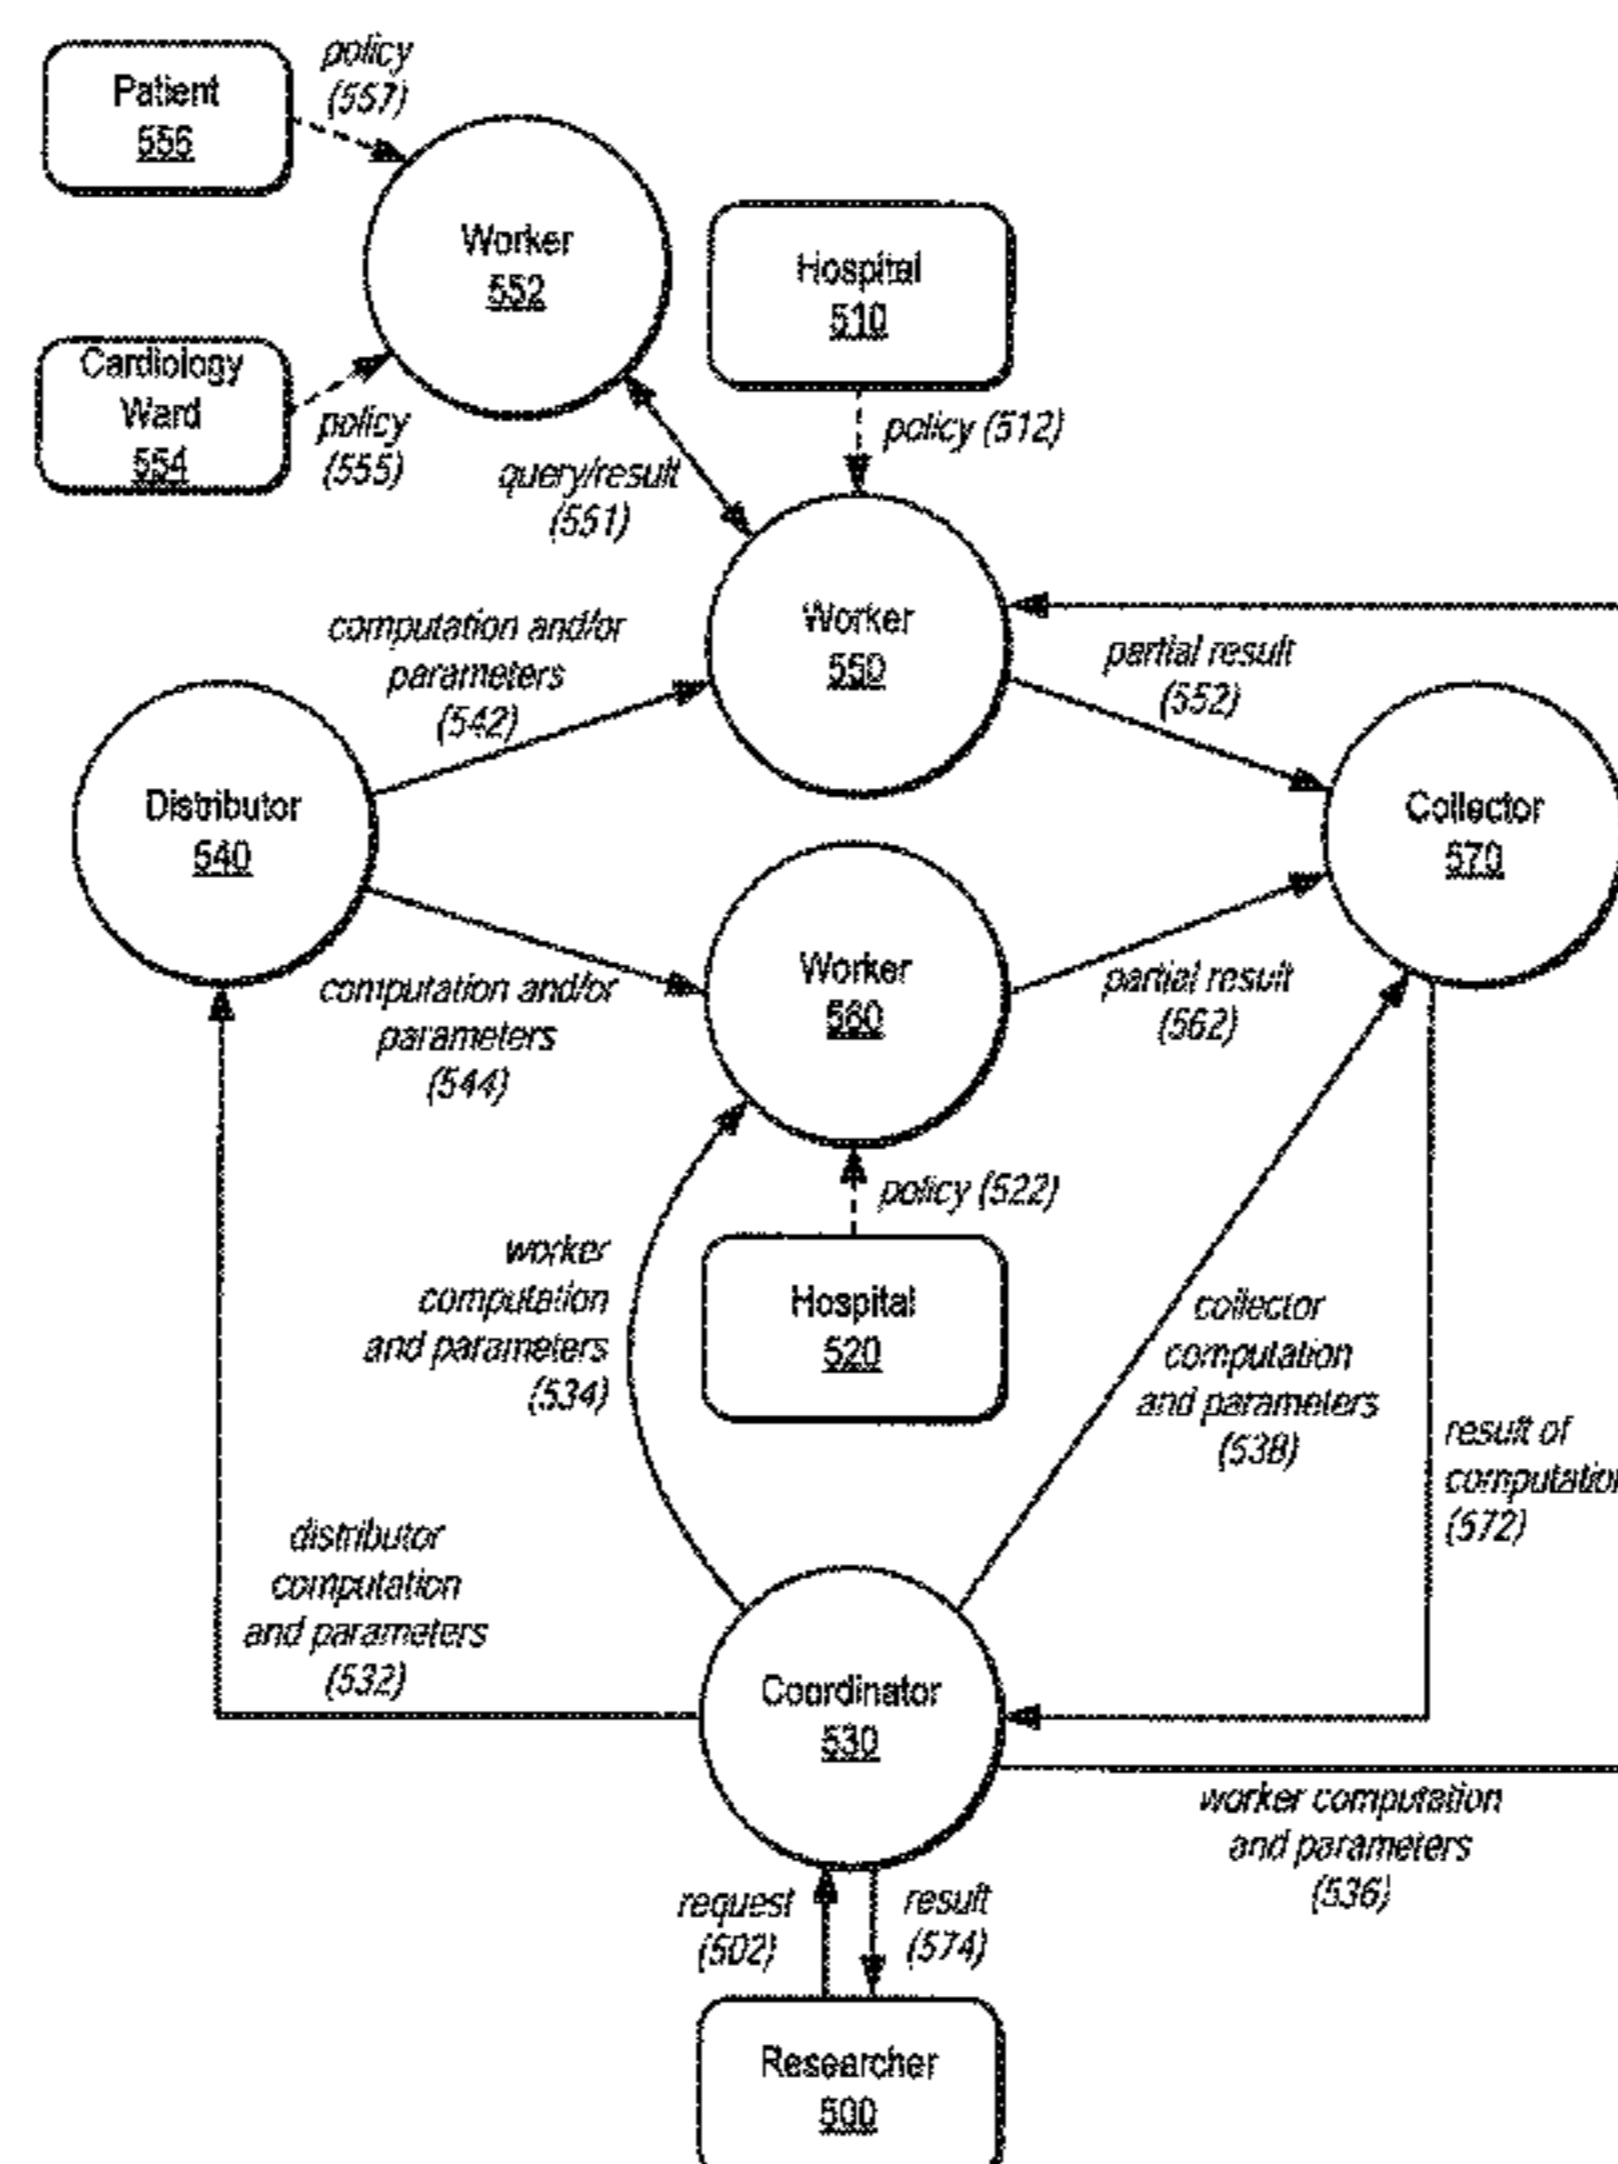 Patient
556
policy
(557)
Worker
552
Hospital
510
Cardiology
Ward
554
policy
(555)
policy (512)
query/result
(551)
computation and/or
parameters
(542)
Worker
550
partial result
(552)
Distributor
540
Collector
570
Worker
560
computation and/or
parameters
(544)
partial result
(562)
policy (522)
worker
computation
and parameters
(534)
Hospital
520
collector
computation
and parameters
(538)
result of
computation
(572)
distributor
computation
and parameters
(532)
Coordinator
530
worker computation
and parameters
(536)
request
(502)
result
(574)
Researcher
500